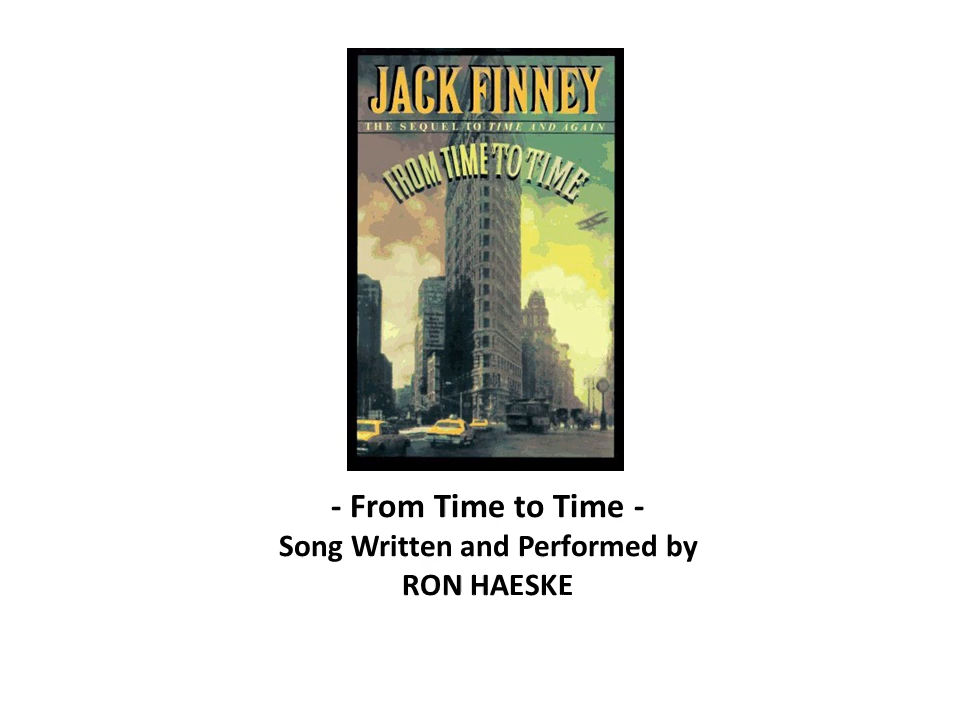 JACK FINNEY
THE SEQUEL TO TIME AND AGAIN
FROM TIME TO TIME
- From Time to Time -
Song Written and Performed by
RON HAESKE